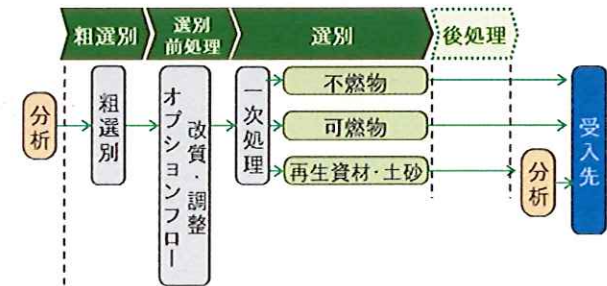 粗選別
選別
前処理
選別
後処理
分析
粗選別
改質・調整
オプションフロー
一次処理
不燃物
可燃物
再生資材・土砂
分析
受入先